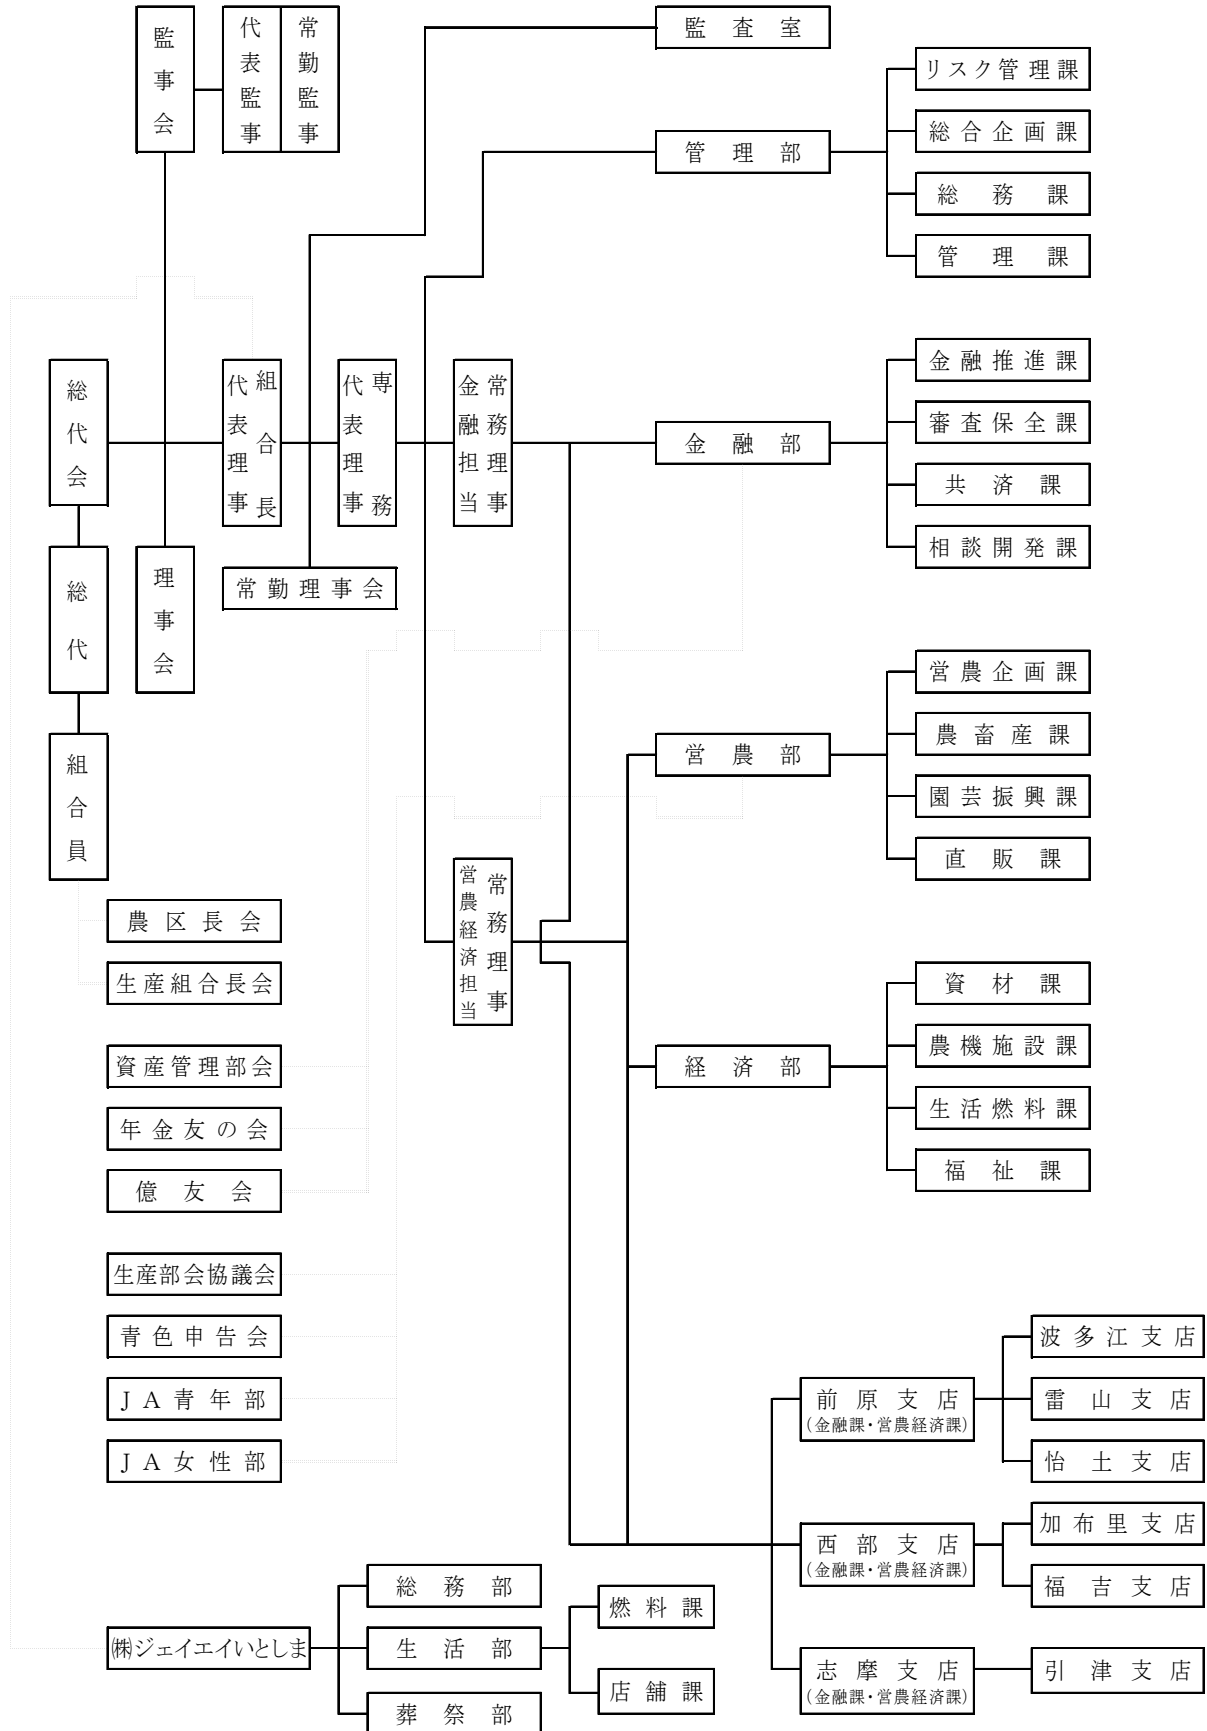 監事会
代表監事
常勤監事
監査室
管理部
リスク管理課
総合企画課
総務課
管理課
総代会
代表理事
組合長
代表理事
専務
金融担当
常務理事
金融部
金融推進課
審査保全課
共済課
相談開発課
総代
理事会
常勤理事会
組合員
営農部
営農企画課
農畜産課
園芸振興課
直販課
農区長会
生産組合長会
営農経済担当
常務理事
経済部
資材課
農機施設課
生活燃料課
福祉課
資産管理部会
年金友の会
億友会
生産部会協議会
青色申告会
JA青年部
JA女性部
前原支店
(金融課・営農経済課)
波多江支店
雷山支店
怡土支店
西部支店
(金融課・営農経済課)
加布里支店
福吉支店
志摩支店
(金融課・営農経済課)
引津支店
㈱ジェイエイいとしま
総務部
生活部
葬祭部
燃料課
店舗課